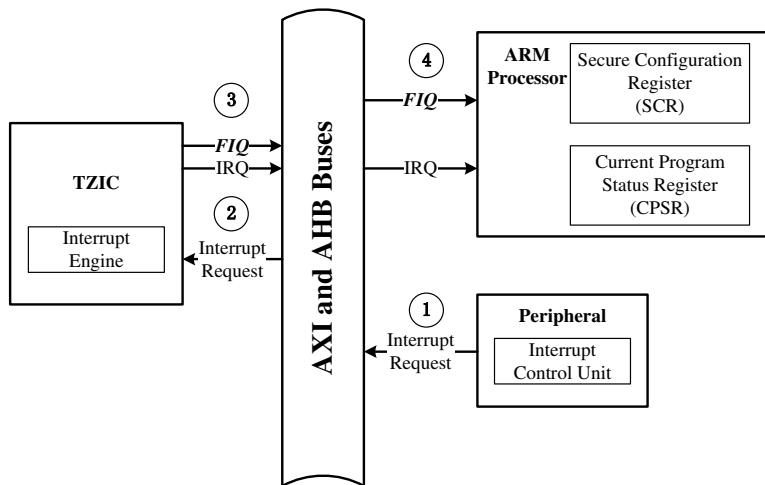 4
ARM
Processor
Secure Configuration
Register
(SCR)
3
FIQ
FIQ
TZIC
IRQ
IRQ
Current Program
Status Register
(CPSR)
2
Interrupt
Engine
Interrupt
Request
AXI and AHB Buses
1
Peripheral
Interrupt
Request
Interrupt
Control Unit